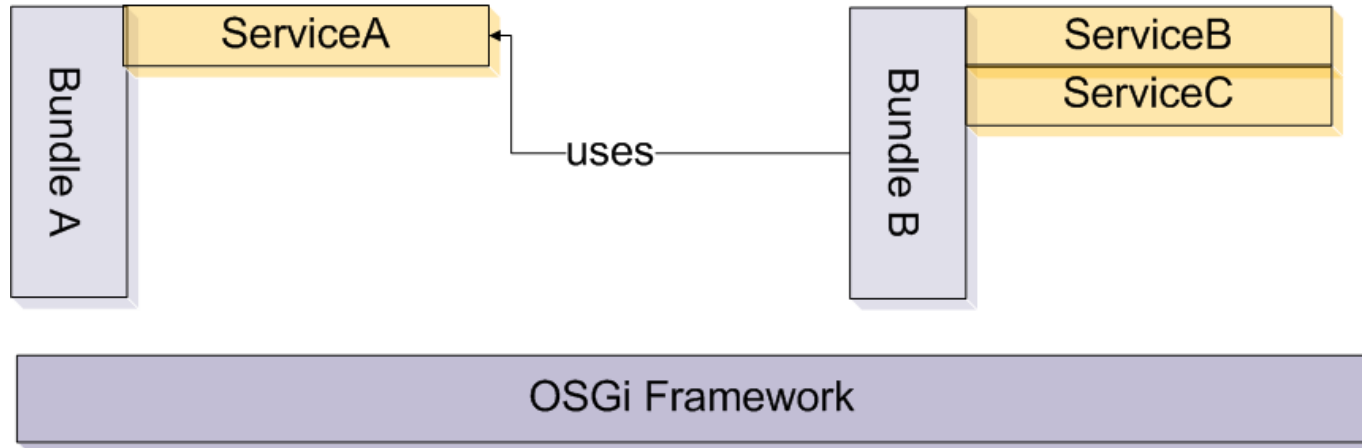 ServiceA
ServiceB
ServiceC
Bundle A
uses
Bundle B
OSGi Framework